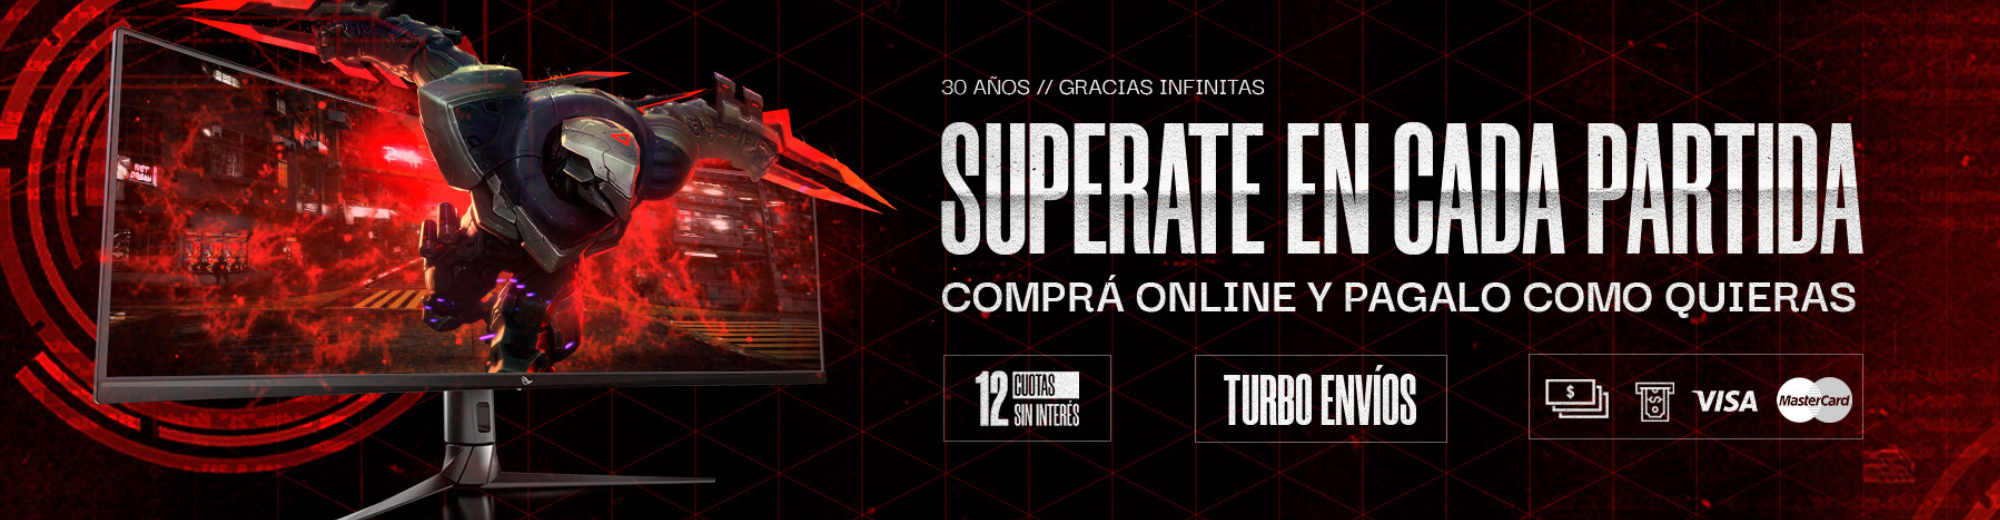 30 AÑOS // GRACIAS INFINITAS
SUPERATE EN CADA PARTIDA
COMPRÁ ONLINE Y PAGALO COMO QUIERAS
12 CUOTAS
SIN INTERÉS
TURBO ENVÍOS
$
$
VISA
MasterCard